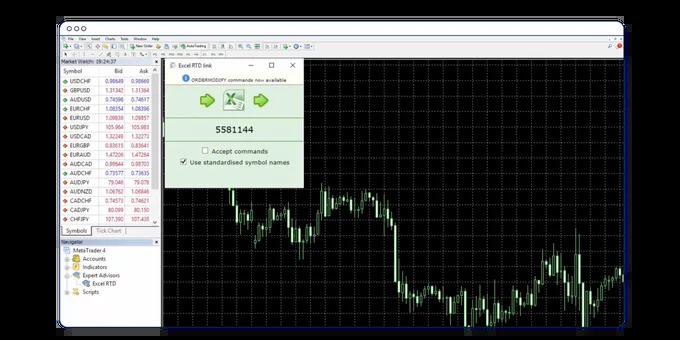 File View Insert Charts Tools Window Help
New Order AutoTrading
Market Watch: 19:24:37
Symbol Bid Ask
USDCHF 0.98649 0.98669
GBPUSD 1.31342 1.31364
AUDUSD 0.74596 0.74617
EURCHF 1.08354 1.08396
EURUSD 1.09839 1.09857
USDJPY 105.964 105.983
USDCAD 1.32249 1.32273
EURGBP 0.83615 0.83641
EURAUD 1.47206 1.47264
AUDCAD 0.98644 0.98703
AUDCHF 0.73577 0.73635
AUDJPY 79.046 79.078
AUDNZD 1.06762 1.06846
CADCHF 0.74573 0.74621
CADJPY 80.099 80.150
CHFJPY 107.390 107.438
Symbols Tick Chart
Navigator
MetaTrader 4
Accounts
Indicators
Expert Advisors
Excel RTD
Scripts
Excel RTD link
ORDERMODIFY commands now available
5581144
Accept commands
Use standardised symbol names